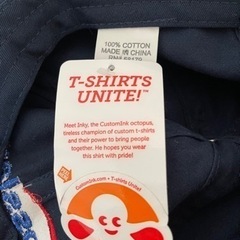 100% COTTON
MADE IN CHINA
T-SHIRTS
UNITE!™
Meet Inky, the CustomInk octopus,
tireless champion of custom t-shirts
and their power to bring people
together. He hopes you wear
this shirt with pride!
CustomInk.com • T-shirts Unite!